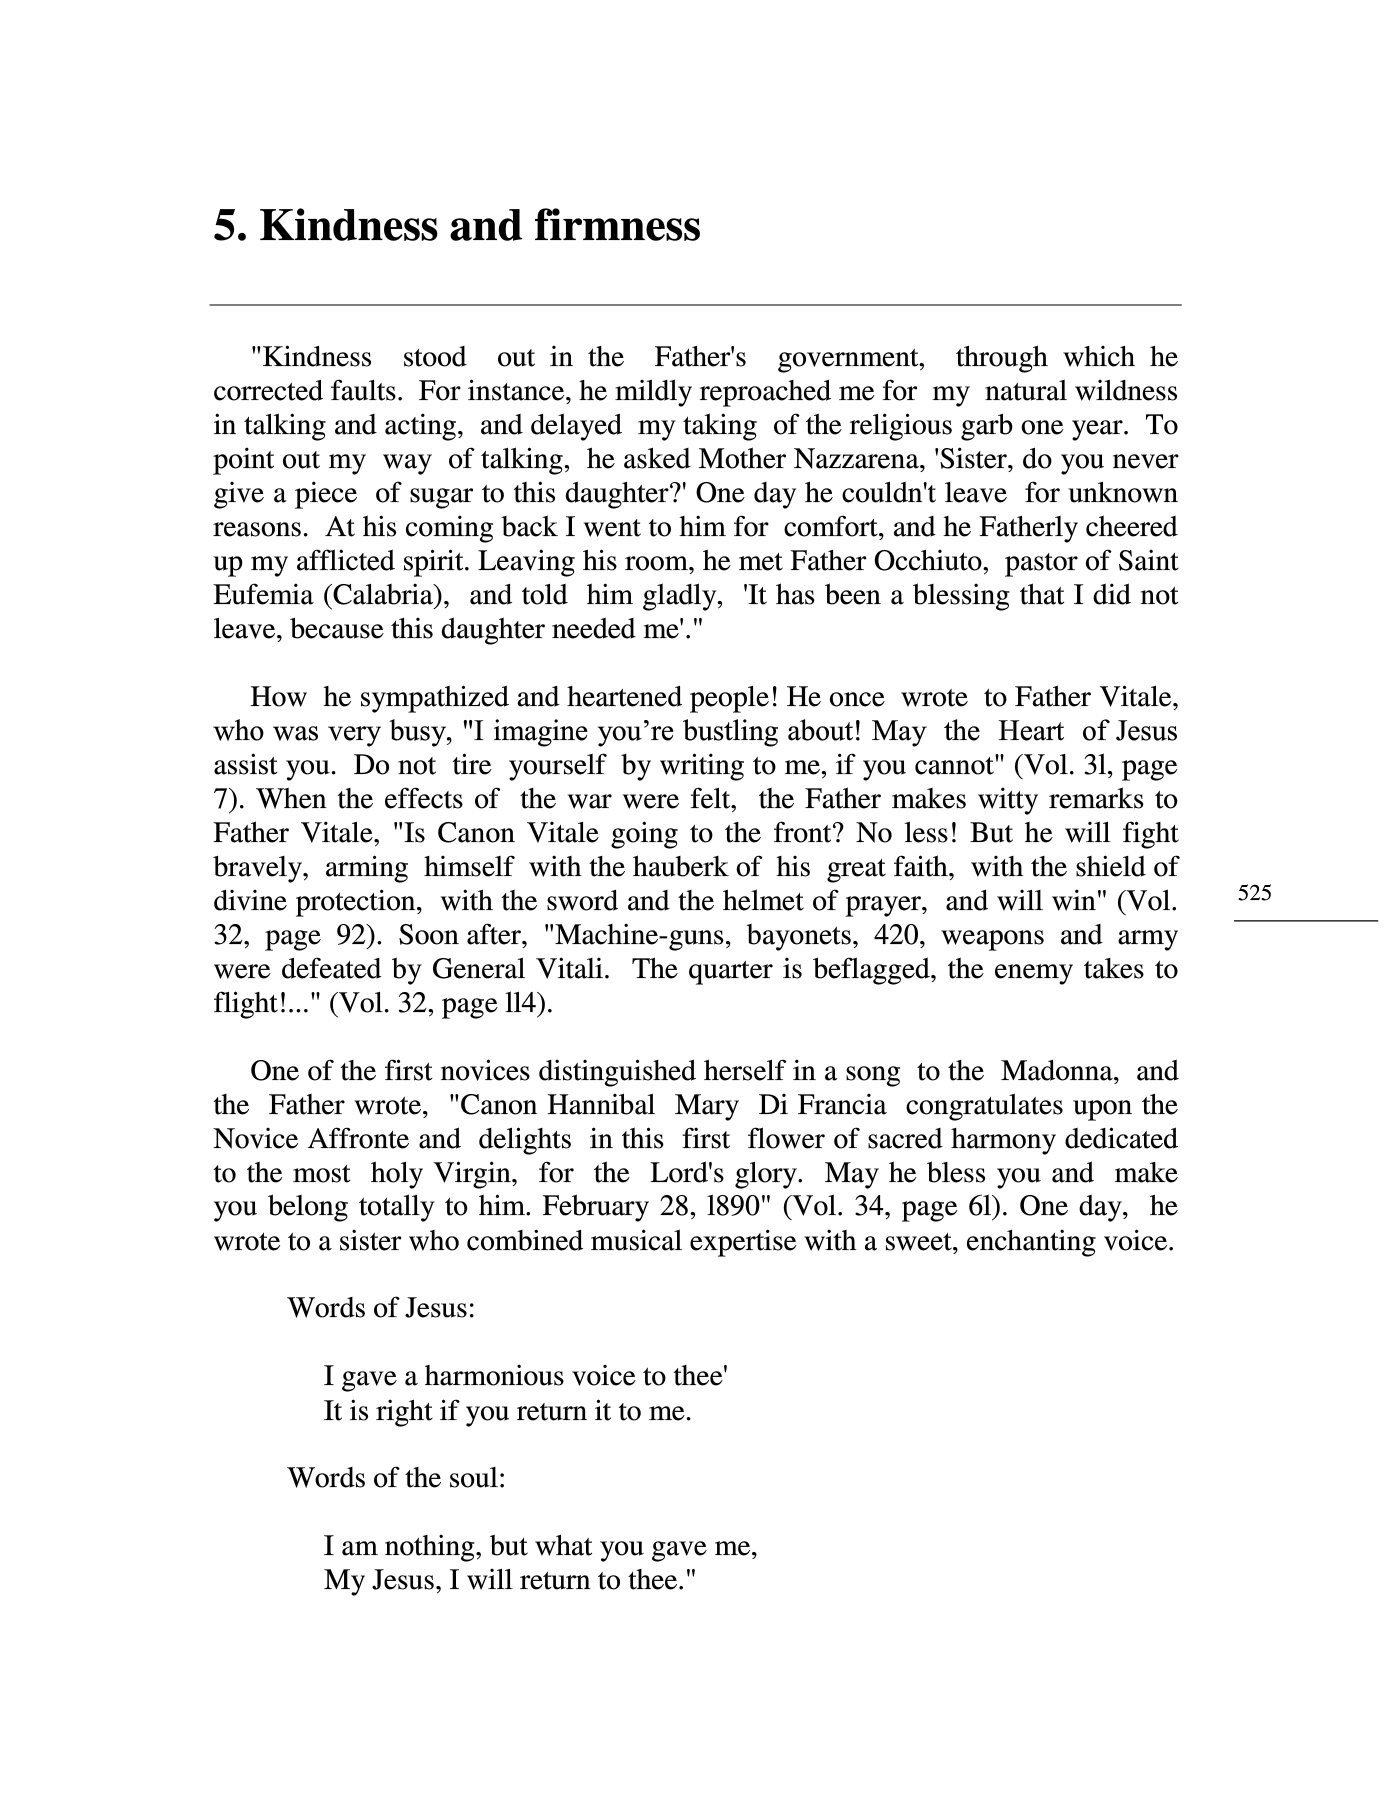 5. Kindness and firmness
"Kindness stood out in the Father's government, through which he
corrected faults. For instance, he mildly reproached me for my natural wildness
in talking and acting, and delayed my taking of the religious garb one year. To
point out my way of talking, he asked Mother Nazzarena, 'Sister, do you never
give a piece of sugar to this daughter?' One day he couldn't leave for unknown
reasons. At his coming back I went to him for comfort, and he Fatherly cheered
up my afflicted spirit. Leaving his room, he met Father Occhiuto, pastor of Saint
Eufemia (Calabria), and told him gladly, 'It has been a blessing that I did not
leave, because this daughter needed me'."
How he sympathized and heartened people! He once wrote to Father Vitale,
who was very busy, "I imagine you’re bustling about! May the Heart of Jesus
assist you. Do not tire yourself by writing to me, if you cannot" (Vol. 3l, page
7). When the effects of the war were felt, the Father makes witty remarks to
Father Vitale, "Is Canon Vitale going to the front? No less! But he will fight
bravely, arming himself with the hauberk of his great faith, with the shield of
divine protection, with the sword and the helmet of prayer, and will win" (Vol.
32, page 92). Soon after, "Machine-guns, bayonets, 420, weapons and army
were defeated by General Vitali. The quarter is beflagged, the enemy takes to
flight!..." (Vol. 32, page ll4).
525
One of the first novices distinguished herself in a song to the Madonna, and
the Father wrote, "Canon Hannibal Mary Di Francia congratulates upon the
Novice Affronte and delights in this first flower of sacred harmony dedicated
to the most holy Virgin, for the Lord's glory. May he bless you and make
you belong totally to him. February 28, l890" (Vol. 34, page 6l). One day, he
wrote to a sister who combined musical expertise with a sweet, enchanting voice.
Words of Jesus:
I gave a harmonious voice to thee'
It is right if you return it to me.
Words of the soul:
I am nothing, but what you gave me,
My Jesus, I will return to thee."